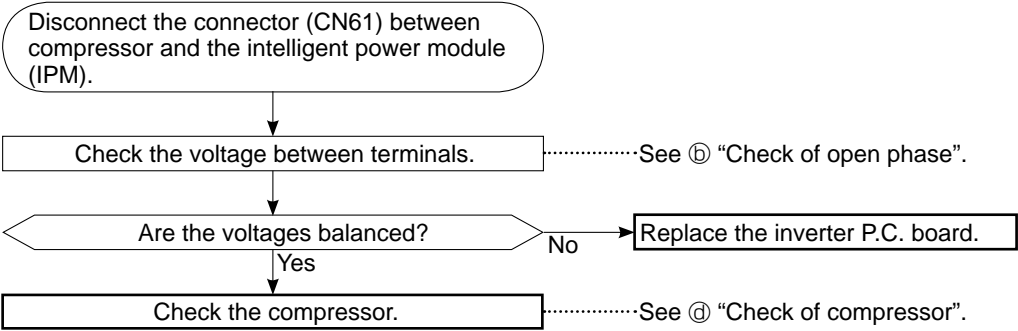 Disconnect the connector (CN61) between
compressor and the intelligent power module
(IPM).
Check the voltage between terminals.
See ⓑ “Check of open phase”.
Are the voltages balanced?
No
Replace the inverter P.C. board.
Yes
Check the compressor.
See ⓓ “Check of compressor”.